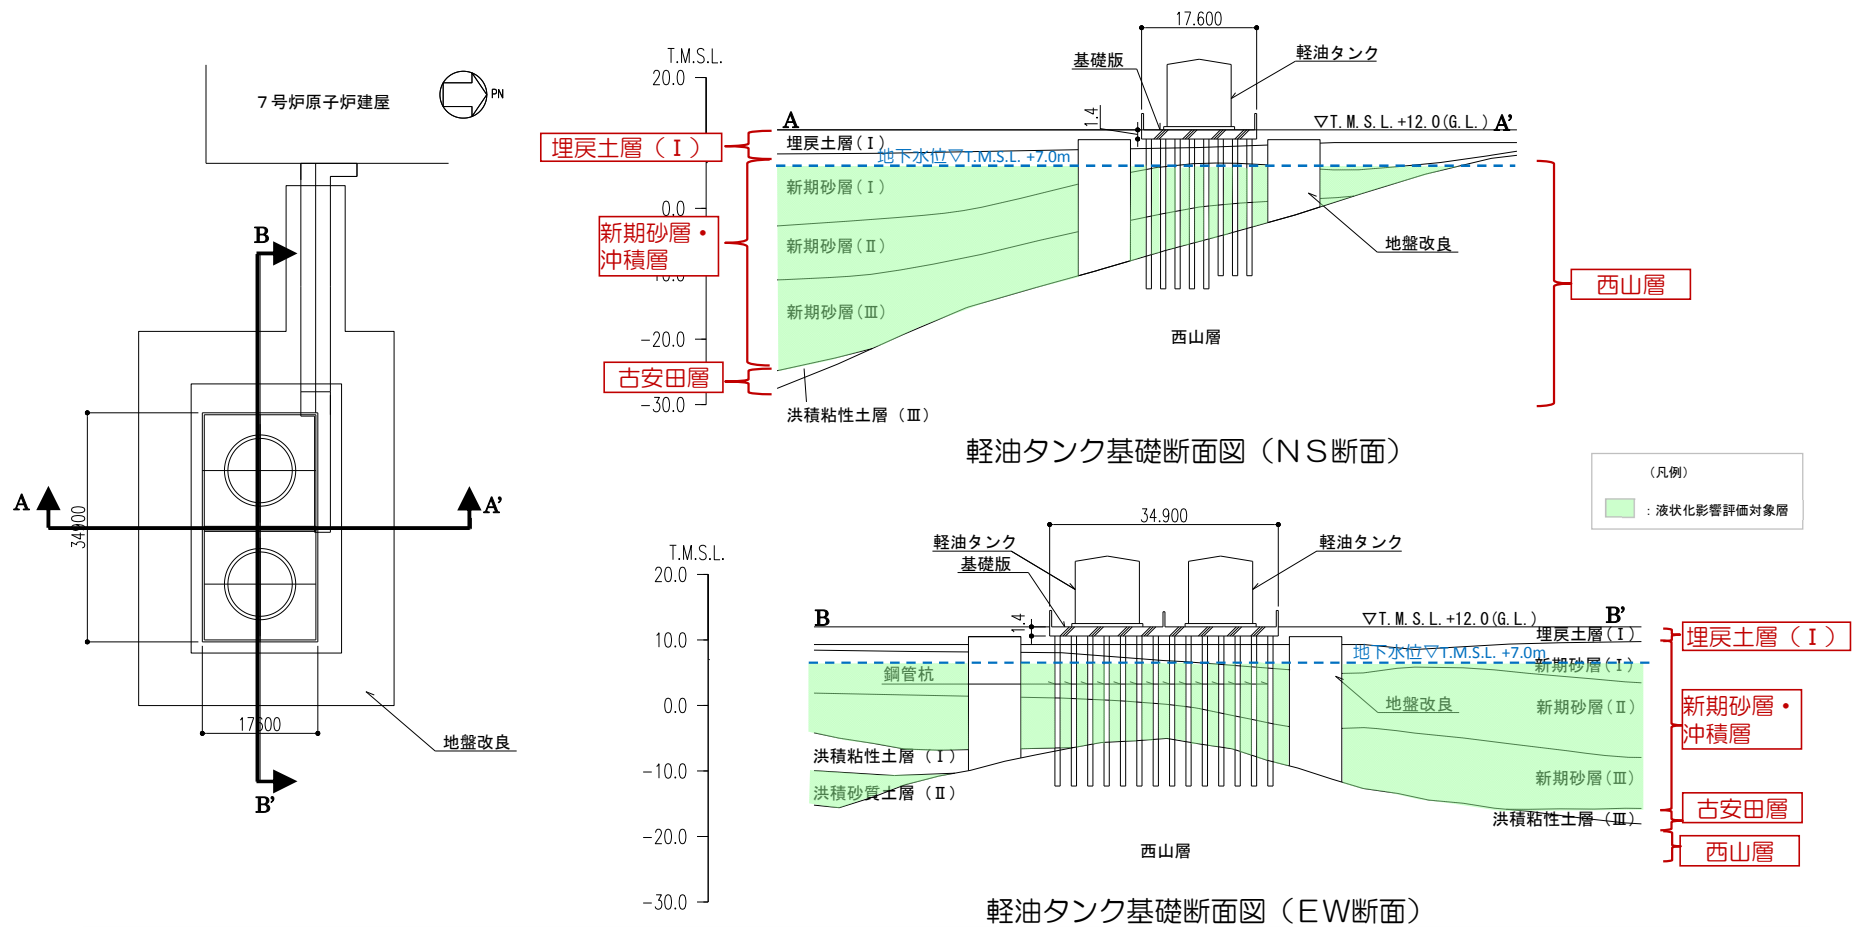 7号炉原子炉建屋
PN
B
A
A'
34900
17600
地盤改良
B'
17.600
T.M.S.L.
20.0
0.0
-10.0
-20.0
-30.0
基礎版
軽油タンク
1.4
A
▽T.M.S.L.+12.0(G.L.)
A'
埋戻土層(Ⅰ)
埋戻土層(Ⅰ)
地下水位▽T.M.S.L. +7.0m
新期砂層(Ⅰ)
新期砂層・
沖積層
新期砂層(Ⅱ)
地盤改良
西山層
新期砂層(Ⅲ)
西山層
古安田層
洪積粘性土層(Ⅲ)
軽油タンク基礎断面図(NS断面)
(凡例)
:液状化影響評価対象層
34.900
T.M.S.L.
20.0
10.0
0.0
-10.0
-20.0
-30.0
軽油タンク
軽油タンク
基礎版
1.4
B
▽T.M.S.L.+12.0(G.L.)
B'
埋戻土層(Ⅰ)
埋戻土層(Ⅰ)
地下水位▽T.M.S.L. +7.0m
新期砂層(Ⅰ)
鋼管杭
地盤改良
新期砂層(Ⅱ)
新期砂層・
沖積層
洪積粘性土層(Ⅰ)
新期砂層(Ⅲ)
洪積砂質土層(Ⅱ)
古安田層
洪積粘性土層(Ⅲ)
西山層
西山層
軽油タンク基礎断面図(EW断面)